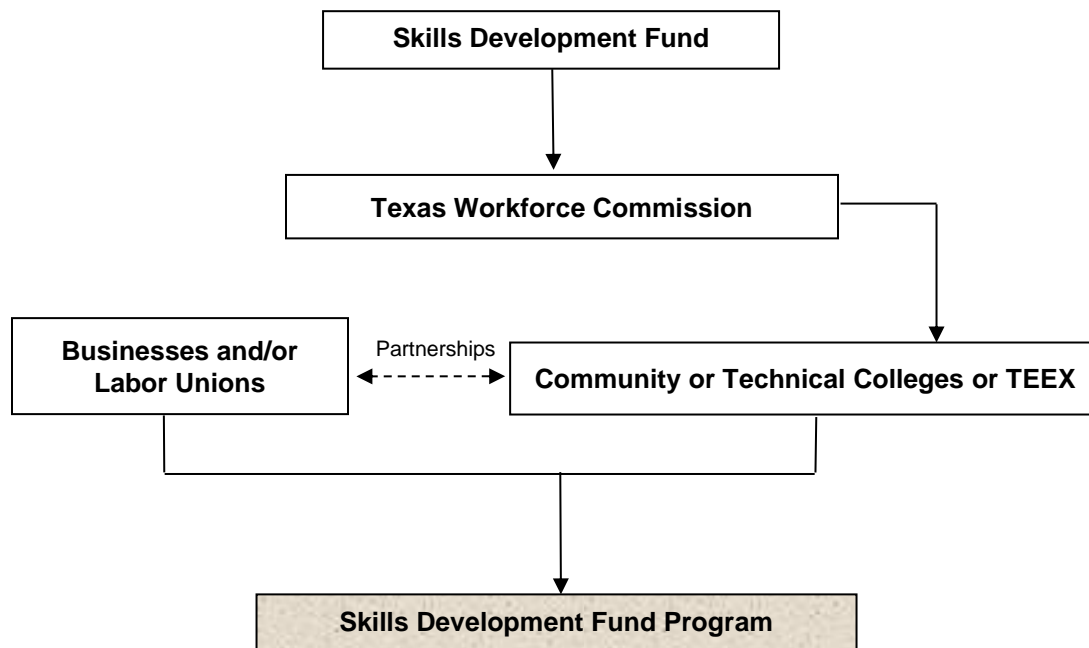 Skills Development Fund
Texas Workforce Commission
Businesses and/or
Labor Unions
Partnerships
Community or Technical Colleges or TEEX
Skills Development Fund Program